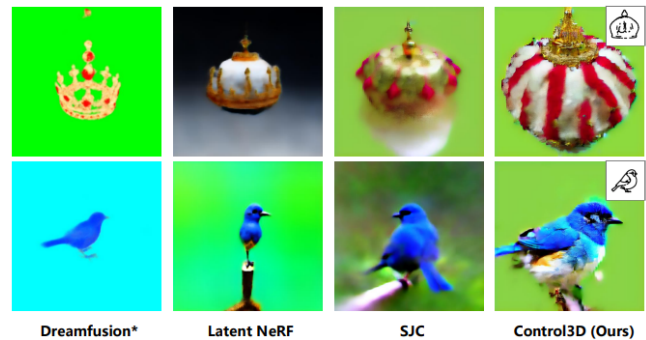 Dreamfusion*
Latent NeRF
SJC
Control3D (Ours)